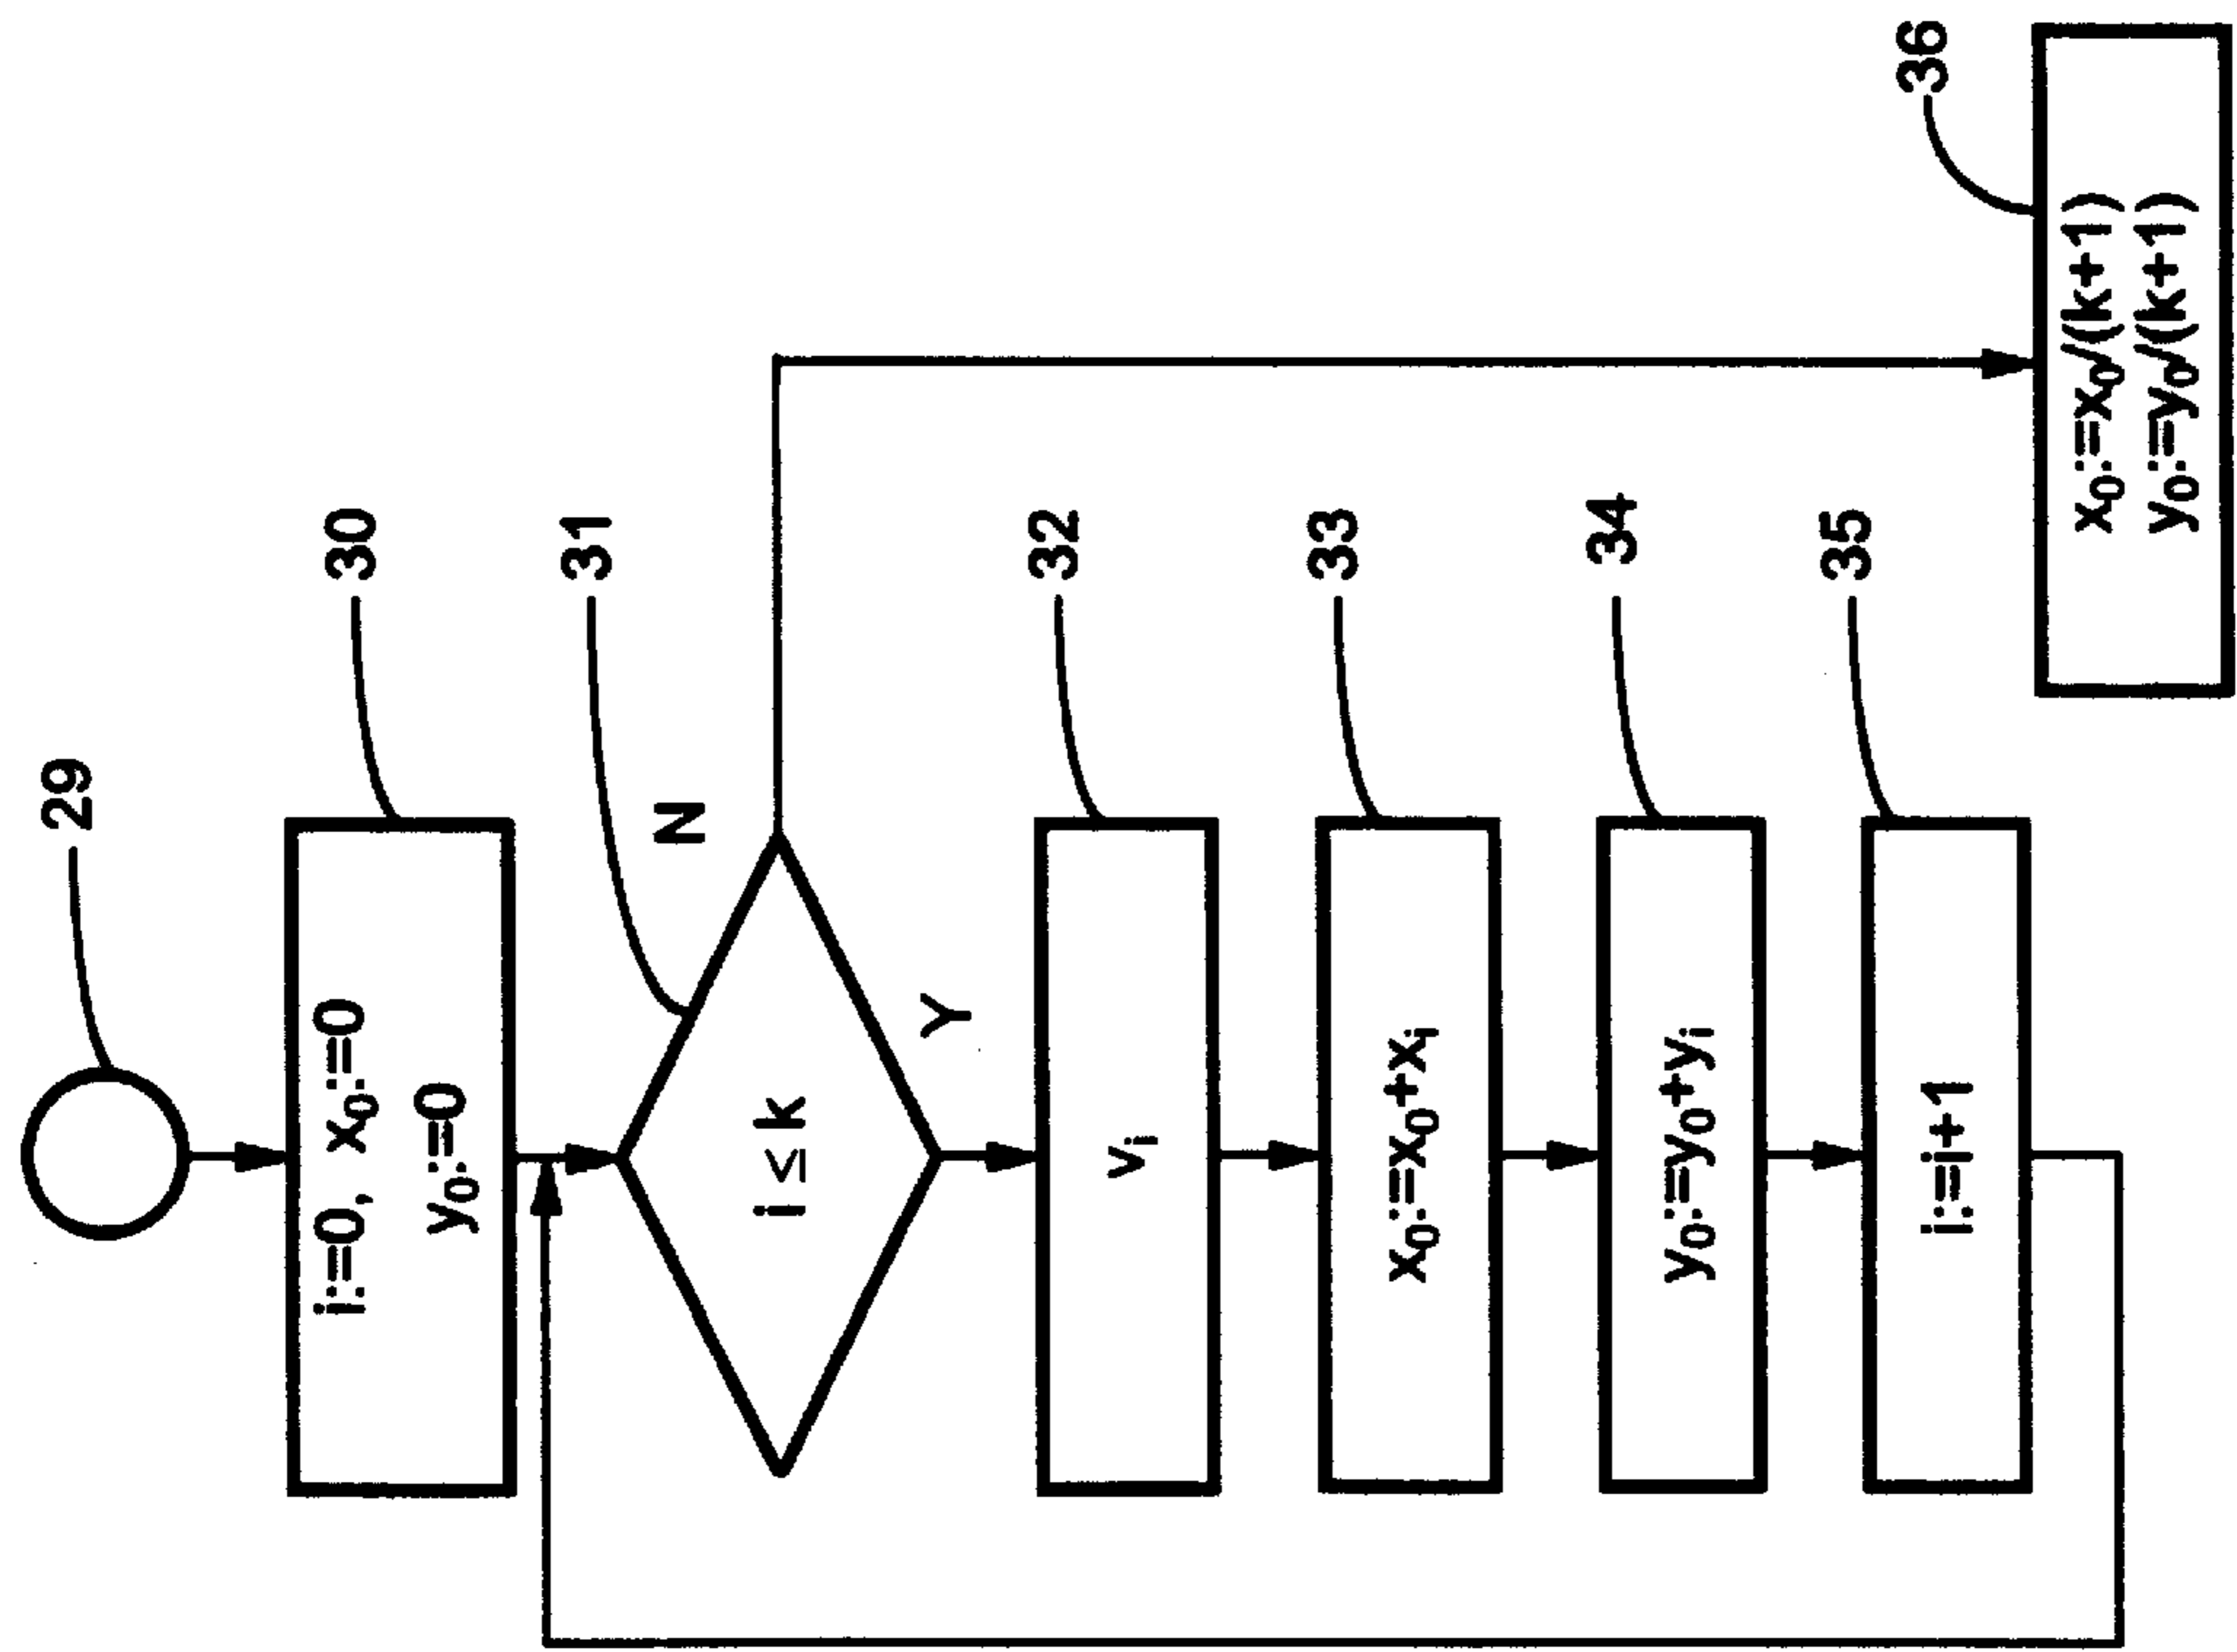 29
30
i:=0, x₀:=0
y₀:=0
31
N
i ≤ k
Y
32
vᵢ
33
x₀:=x₀+xᵢ
34
y₀:=y₀+yᵢ
35
i:=i+1
36
x₀:=x₀/(k+1)
y₀:=y₀/(k+1)